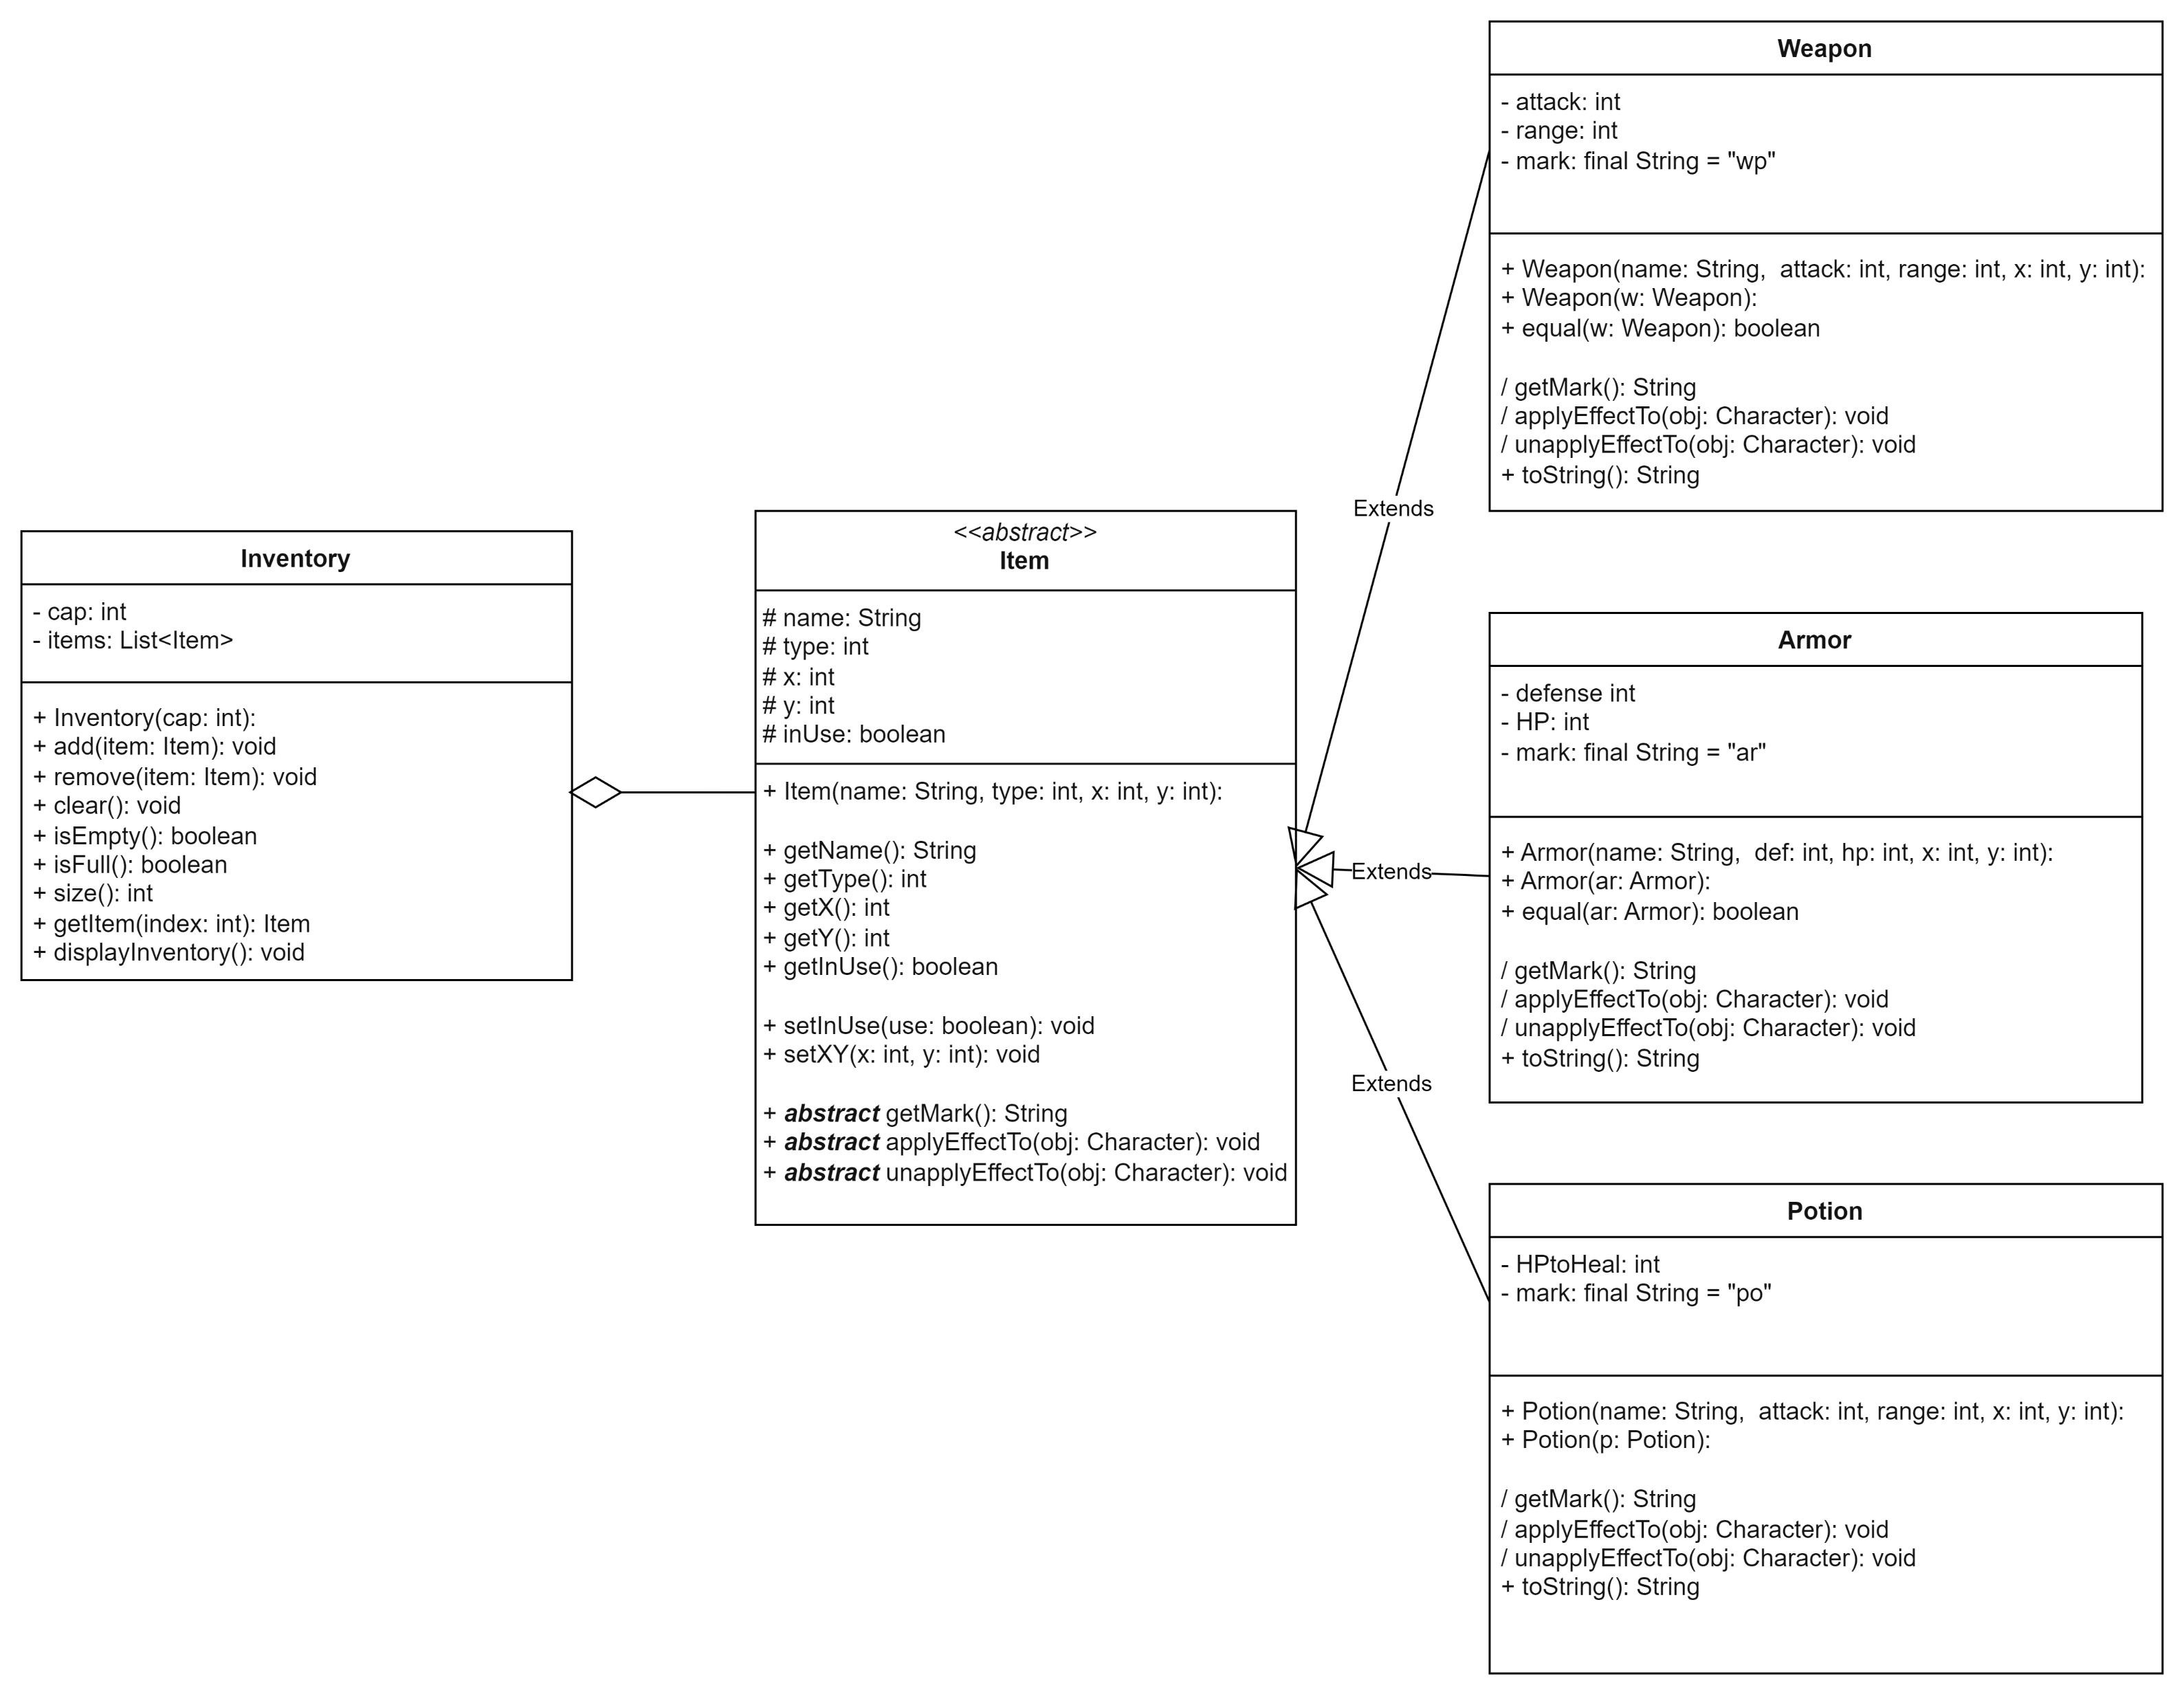 Weapon
- attack: int
- range: int
- mark: final String = "wp"
+ Weapon(name: String,  attack: int, range: int, x: int, y: int):
+ Weapon(w: Weapon):
+ equal(w: Weapon): boolean
/ getMark(): String
/ applyEffectTo(obj: Character): void
/ unapplyEffectTo(obj: Character): void
+ toString(): String
Extends
Inventory
- cap: int
- items: List<Item>
+ Inventory(cap: int):
+ add(item: Item): void
+ remove(item: Item): void
+ clear(): void
+ isEmpty(): boolean
+ isFull(): boolean
+ size(): int
+ getItem(index: int): Item
+ displayInventory(): void
<<abstract>>
Item
# name: String
# type: int
# x: int
# y: int
# inUse: boolean
+ Item(name: String, type: int, x: int, y: int):
+ getName(): String
+ getType(): int
+ getX(): int
+ getY(): int
+ getInUse(): boolean
+ setInUse(use: boolean): void
+ setXY(x: int, y: int): void
+ abstract getMark(): String
+ abstract applyEffectTo(obj: Character): void
+ abstract unapplyEffectTo(obj: Character): void
Extends
Armor
- defense int
- HP: int
- mark: final String = "ar"
+ Armor(name: String,  def: int, hp: int, x: int, y: int):
+ Armor(ar: Armor):
+ equal(ar: Armor): boolean
/ getMark(): String
/ applyEffectTo(obj: Character): void
/ unapplyEffectTo(obj: Character): void
+ toString(): String
Extends
Potion
- HPtoHeal: int
- mark: final String = "po"
+ Potion(name: String,  attack: int, range: int, x: int, y: int):
+ Potion(p: Potion):
/ getMark(): String
/ applyEffectTo(obj: Character): void
/ unapplyEffectTo(obj: Character): void
+ toString(): String